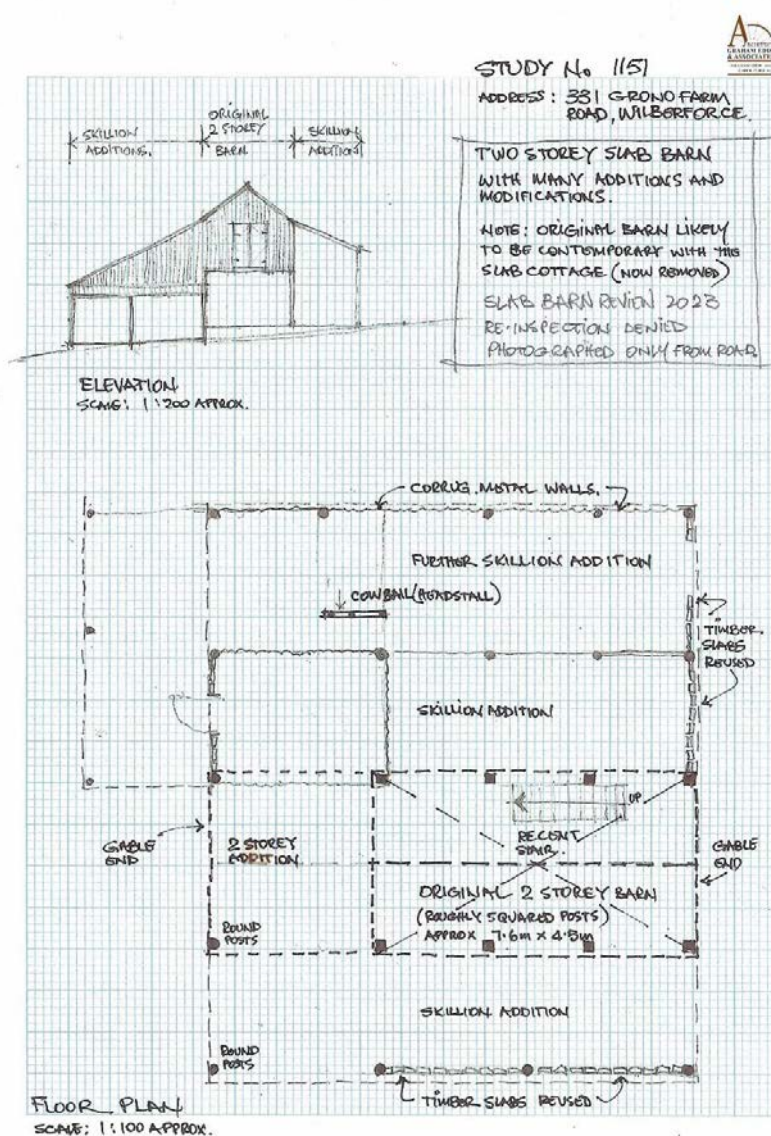 A
GRAHAM
& ASSOCIATES
STUDY No 1151
ADDRESS: 331 GRONO FARM
ROAD, WILBERFORCE.
TWO STOREY SLAB BARN
WITH MANY ADDITIONS AND
MODIFICATIONS.
NOTE: ORIGINAL BARN LIKELY
TO BE CONTEMPORARY WITH THE
SLAB COTTAGE (NOW REMOVED)
SLAB BARN REVIEW 2023
RE-INSPECTION DENIED
PHOTOGRAPHED ONLY FROM ROAD.
SKILLION
ADDITIONS.
ORIGINAL
2 STOREY
BARN
SKILLION
ADDITION
ELEVATION
SCALE: 1:200 APPROX.
CORRUG. METAL WALLS.
FURTHER SKILLION ADDITION
COW BAIL (HEADSTALL)
TIMBER
SLABS
REUSED
SKILLION ADDITION
UP
RECENT
STAIR.
GABLE
END
2 STOREY
ADDITION
GABLE
END
ORIGINAL 2 STOREY BARN
(ROUGHLY SQUARED POSTS)
APPROX 7.6m x 4.5m
ROUND
POSTS
SKILLION ADDITION
ROUND
POSTS
TIMBER SLABS REUSED
FLOOR PLAN
SCALE: 1:100 APPROX.